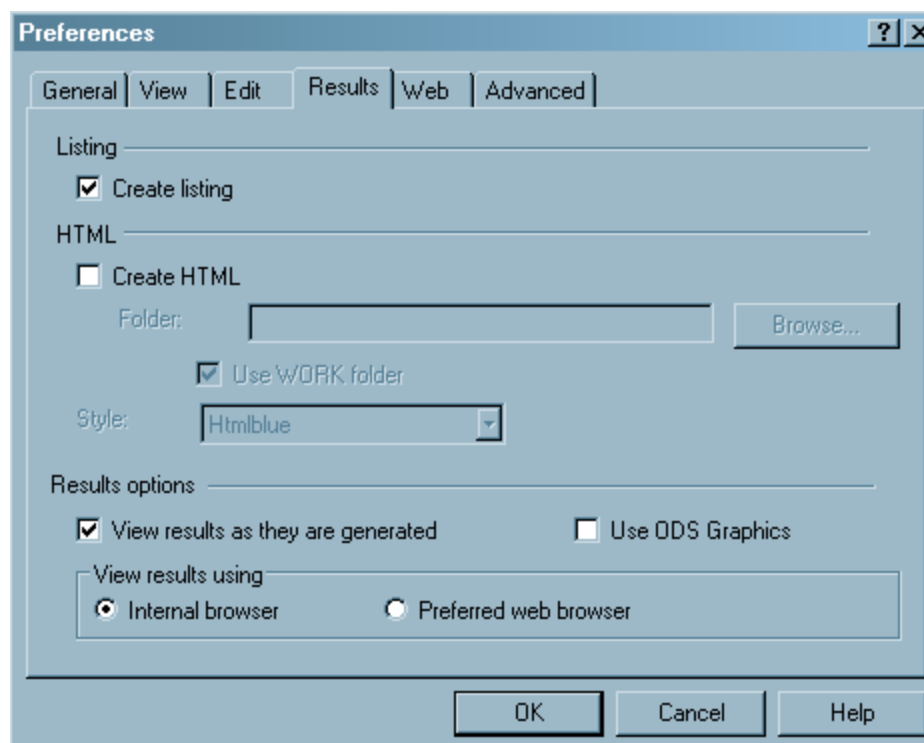 Preferences
General View Edit Results Web Advanced
Listing
Create listing
HTML
Create HTML
Folder: Browse...
Use WORK folder
Style: Htmlblue
Results options
View results as they are generated Use ODS Graphics
View results using
Internal browser Preferred web browser
OK Cancel Help